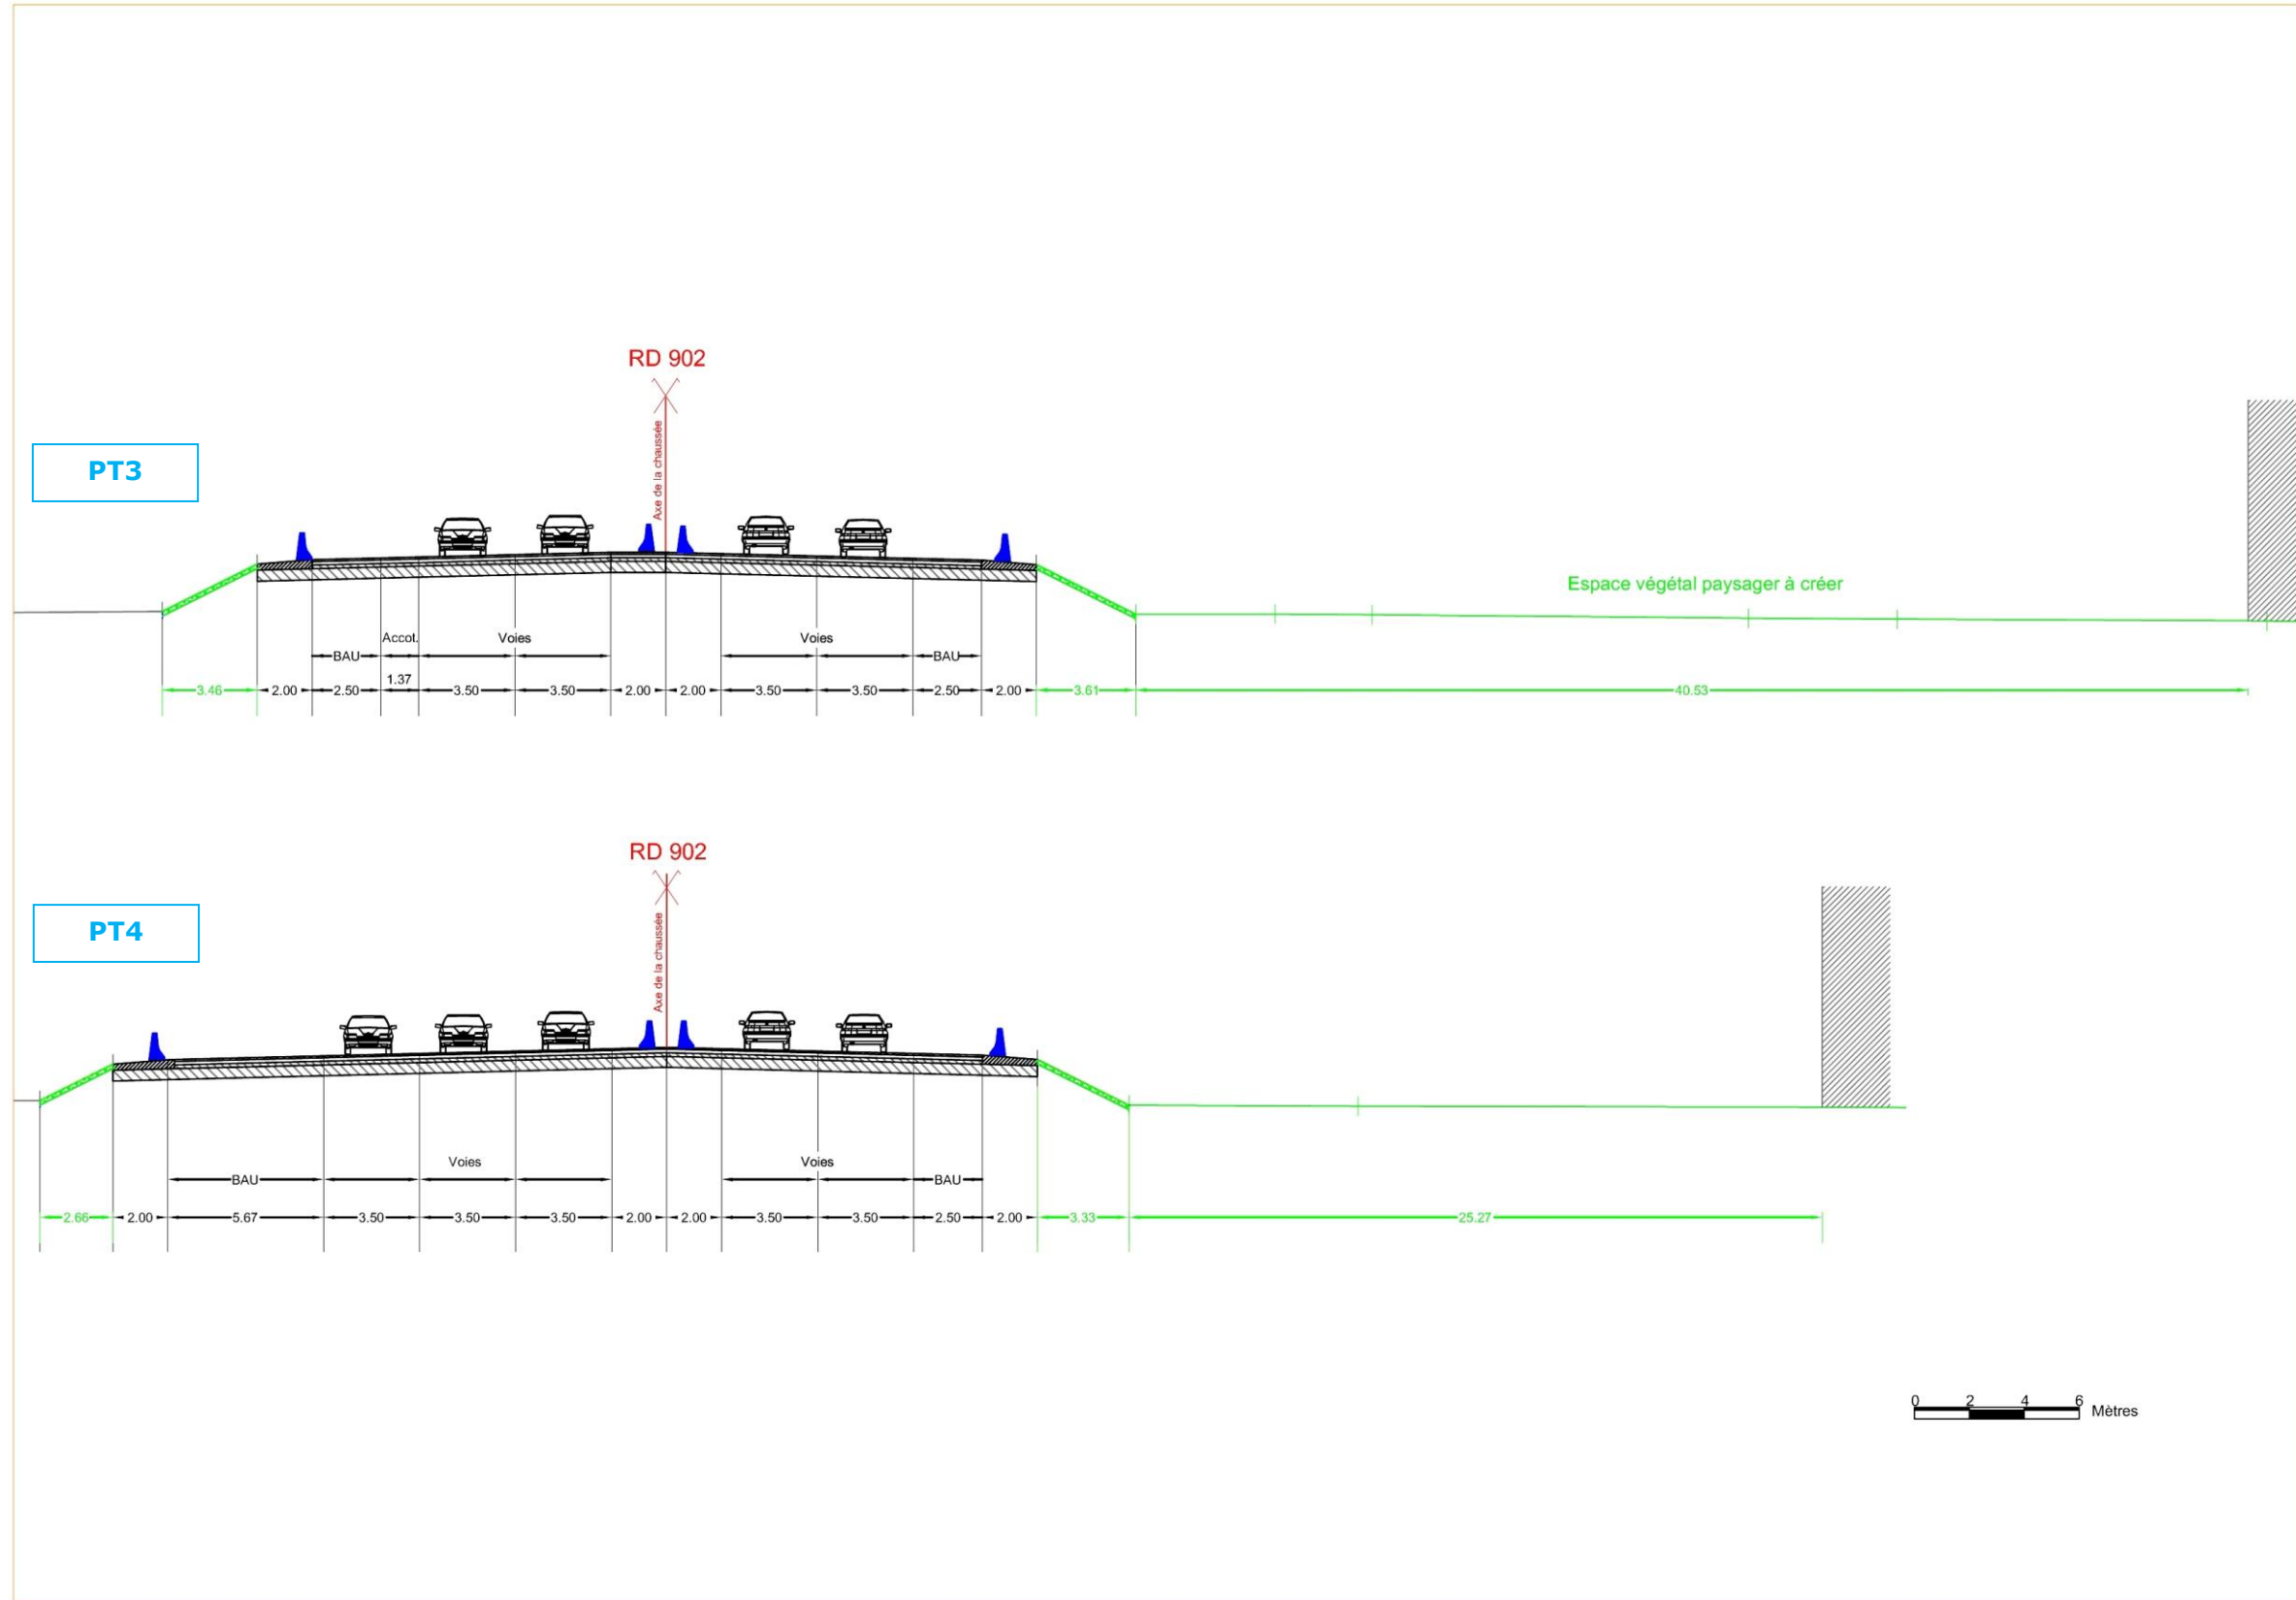 RD 902
Axe de la chaussée
PT3
Espace végétal paysager à créer
Accot. Voies Voies
BAU BAU
1.37
3.46 2.00 2.50 3.50 3.50 2.00 2.00 3.50 3.50 2.50 2.00 3.61 40.53
RD 902
Axe de la chaussée
PT4
Voies Voies
BAU BAU
2.66 2.00 5.67 3.50 3.50 3.50 2.00 2.00 3.50 3.50 2.50 2.00 3.33 25.27
0 2 4 6
Mètres